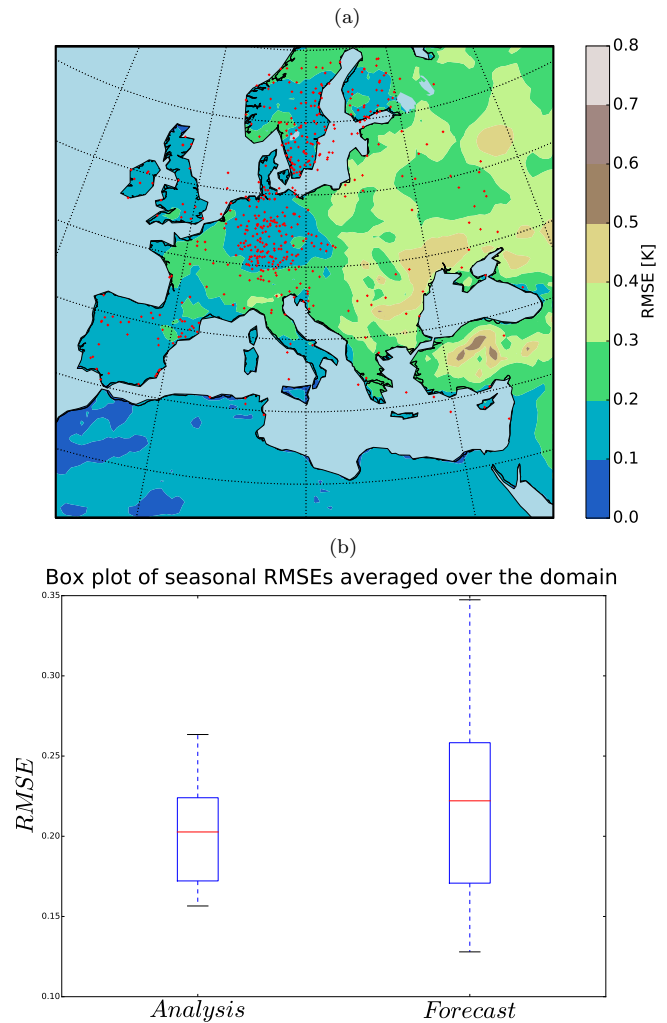 (a)
0.8
0.7
0.6
0.5
0.4
0.3
0.2
0.1
0.0
RMSE [K]
(b)
Box plot of seasonal RMSEs averaged over the domain
0.35
0.30
0.25
0.20
0.15
0.10
RMSE
Analysis
Forecast